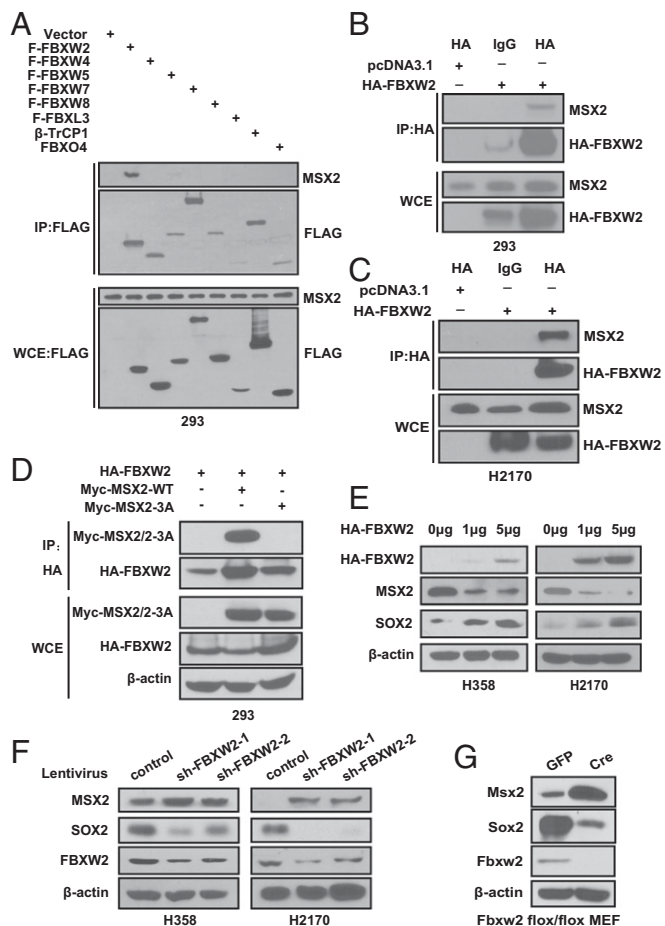 A
Vector +
F-FBXW2 +
F-FBXW4 +
F-FBXW5 +
F-FBXW7 +
F-FBXW8 +
F-FBXL3 +
β-TrCP1 +
FBXO4 +
MSX2
IP:FLAG
FLAG
MSX2
WCE:FLAG
FLAG
293
B
HA IgG HA
pcDNA3.1 + – –
HA-FBXW2 – + +
MSX2
IP:HA
HA-FBXW2
MSX2
WCE
HA-FBXW2
293
C
HA IgG HA
pcDNA3.1 + – –
HA-FBXW2 – + +
MSX2
IP:HA
HA-FBXW2
MSX2
WCE
HA-FBXW2
H2170
D
HA-FBXW2 + + +
Myc-MSX2-WT - + -
Myc-MSX2-3A - - +
IP:
HA
Myc-MSX2/2-3A
HA-FBXW2
WCE
Myc-MSX2/2-3A
HA-FBXW2
β-actin
293
E
HA-FBXW2 0μg 1μg 5μg 0μg 1μg 5μg
HA-FBXW2
MSX2
SOX2
β-actin
H358 H2170
F
Lentivirus control sh-FBXW2-1 sh-FBXW2-2 control sh-FBXW2-1 sh-FBXW2-2
MSX2
SOX2
FBXW2
β-actin
H358 H2170
G
GFP Cre
Msx2
Sox2
Fbxw2
β-actin
Fbxw2 flox/flox MEF